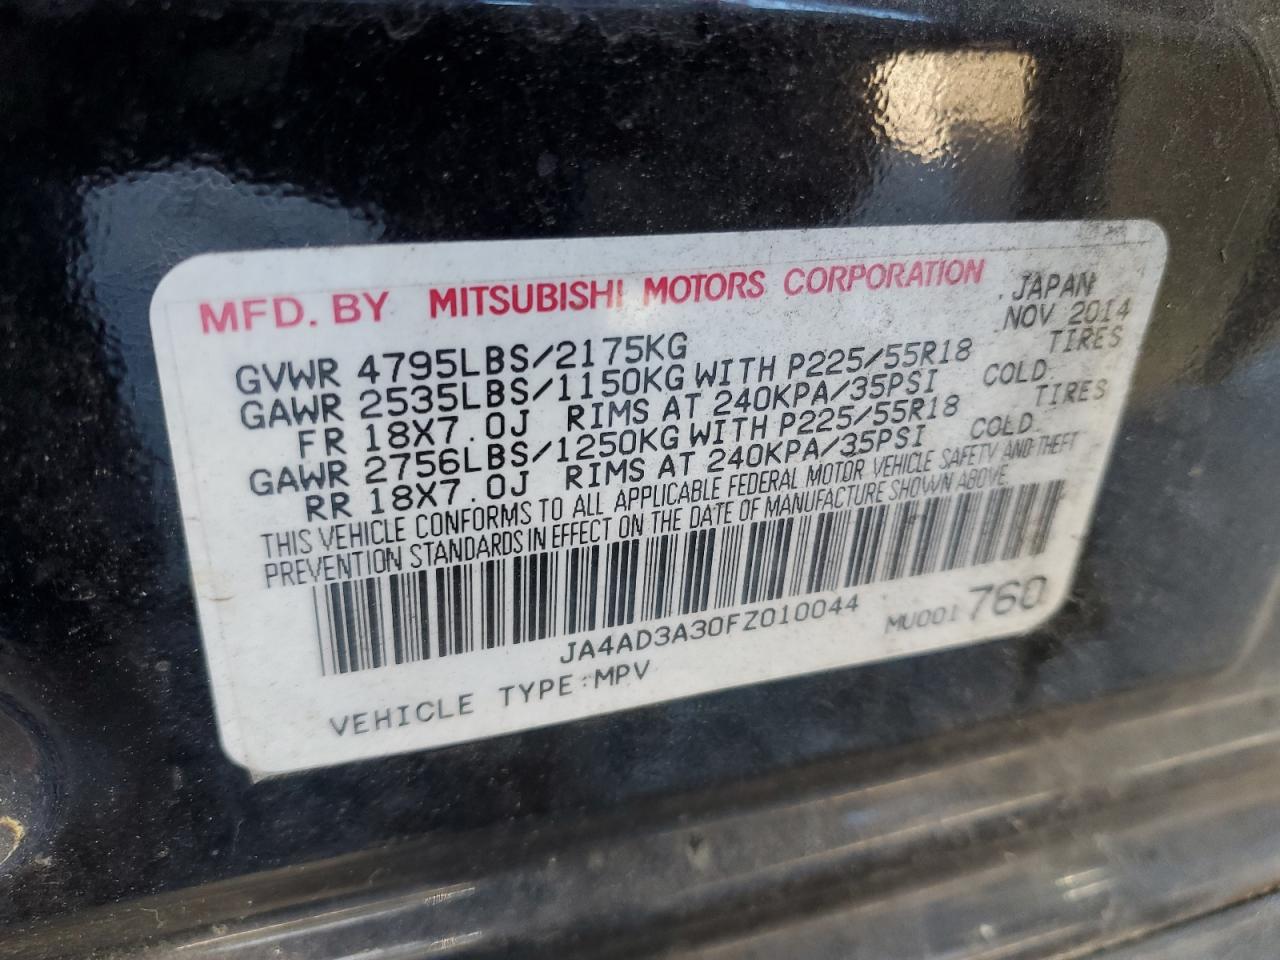 MFD. BY MITSUBISHI MOTORS CORPORATION JAPAN
GVWR 4795LBS/2175KG NOV 2014
GAWR 2535LBS/1150KG WITH P225/55R18 TIRES
FR 18X7.0J RIMS AT 240KPA/35PSI COLD.
GAWR 2756LBS/1250KG WITH P225/55R18 TIRES
RR 18X7.0J RIMS AT 240KPA/35PSI COLD.
THIS VEHICLE CONFORMS TO ALL APPLICABLE FEDERAL MOTOR VEHICLE SAFETY AND THEFT
PREVENTION STANDARDS IN EFFECT ON THE DATE OF MANUFACTURE SHOWN ABOVE.
JA4AD3A30FZ010044 MU001760
VEHICLE TYPE:MPV